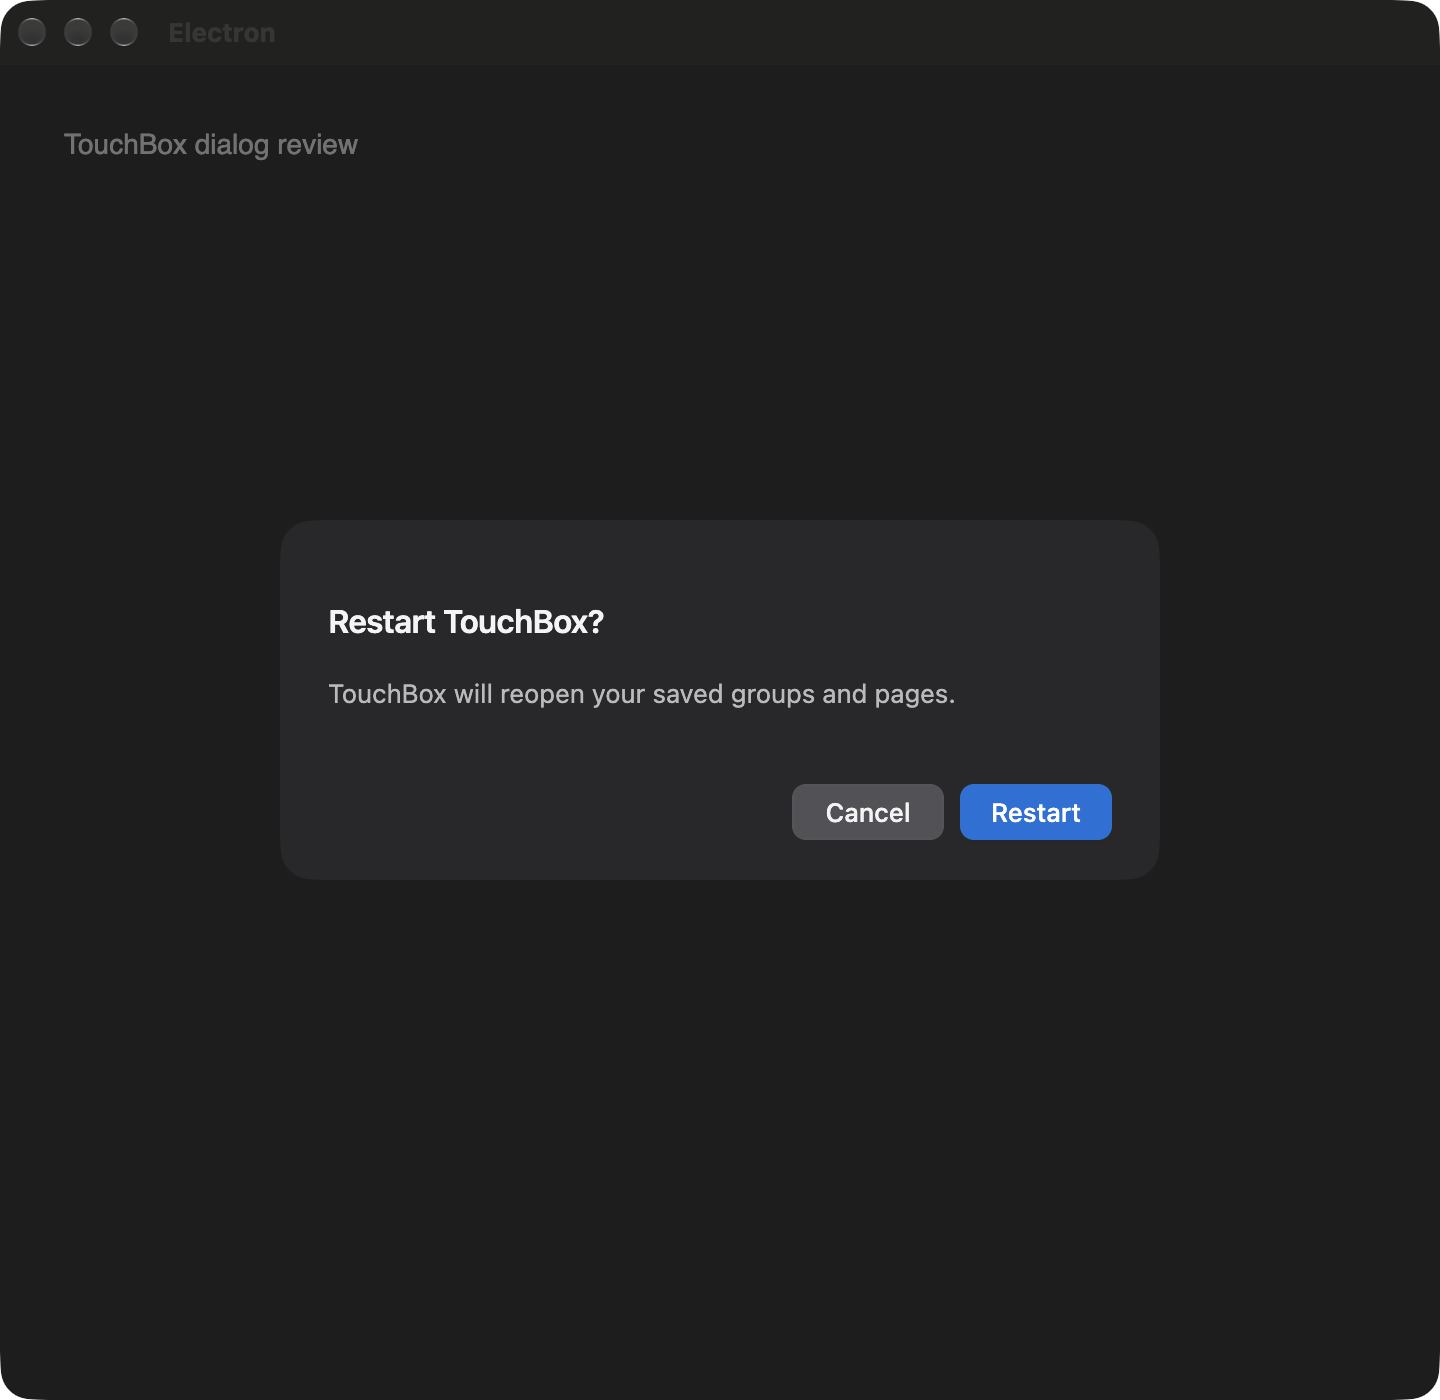 Electron
TouchBox dialog review
Restart TouchBox?
TouchBox will reopen your saved groups and pages.
Cancel
Restart